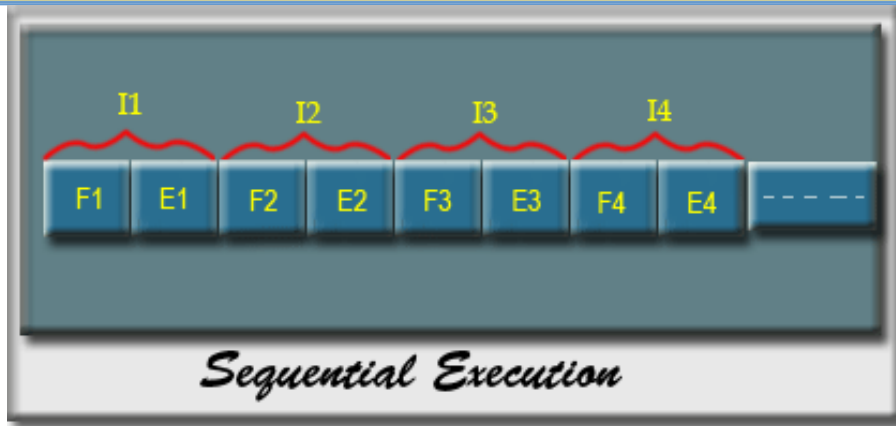 I1 I2 I3 I4
F1 E1 F2 E2 F3 E3 F4 E4 -----
Sequential Execution